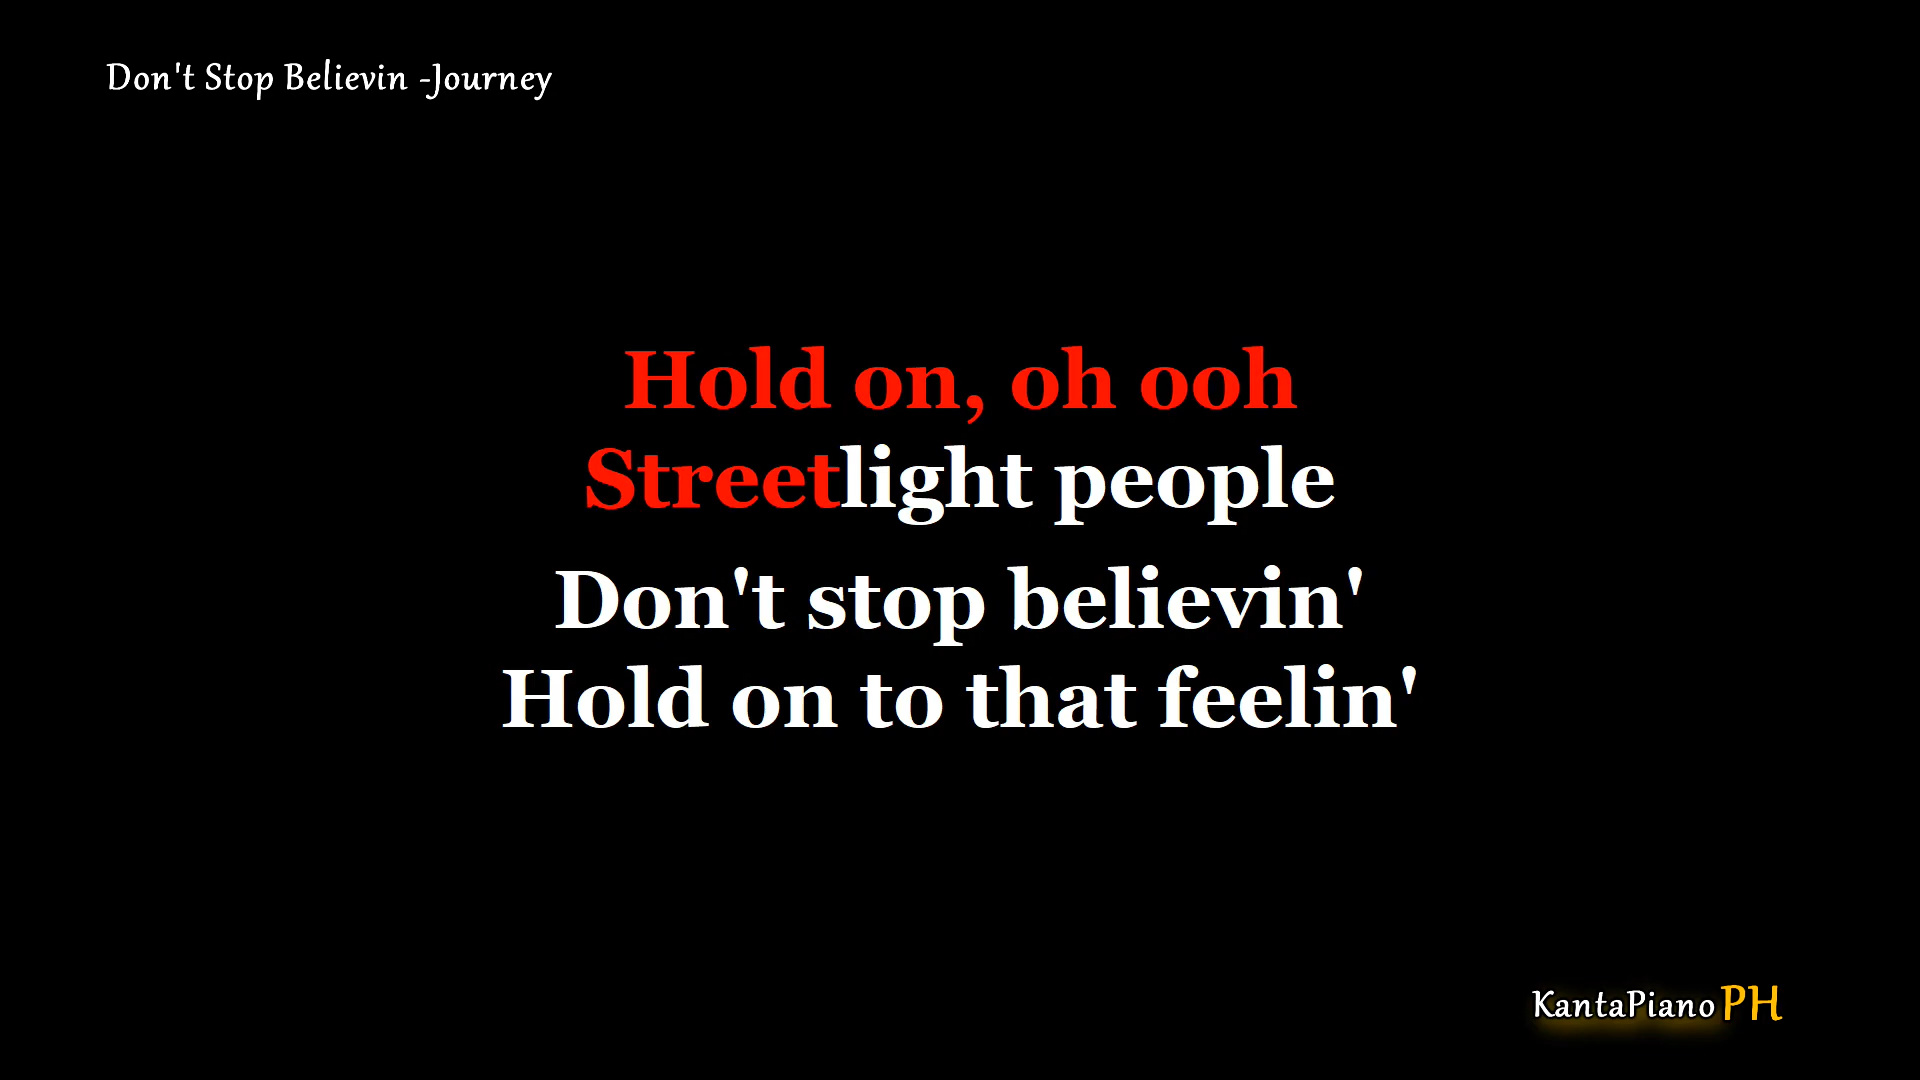 Don't Stop Believin -Journey
Hold on, oh ooh
Streetlight people
Don't stop believin'
Hold on to that feelin'
KantaPiano PH